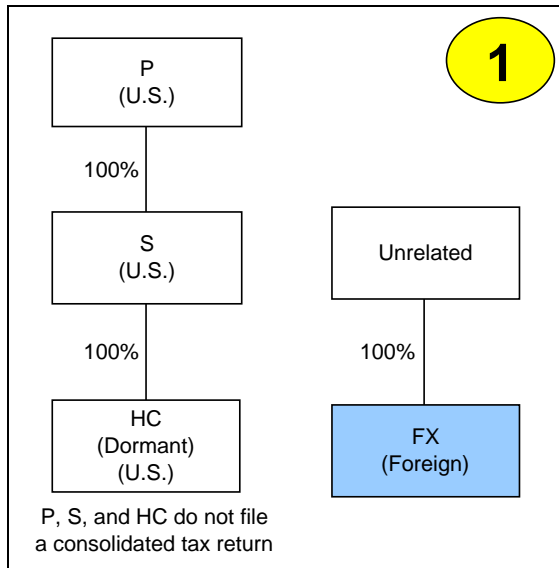 1
P
(U.S.)
100%
S
(U.S.)
Unrelated
100%
100%
HC
(Dormant)
(U.S.)
FX
(Foreign)
P, S, and HC do not file
a consolidated tax return